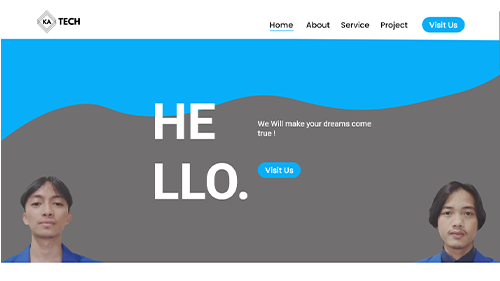 KA TECH
Home About Service Project Visit Us
HE
LLO.
We Will make your dreams come
true !
Visit Us